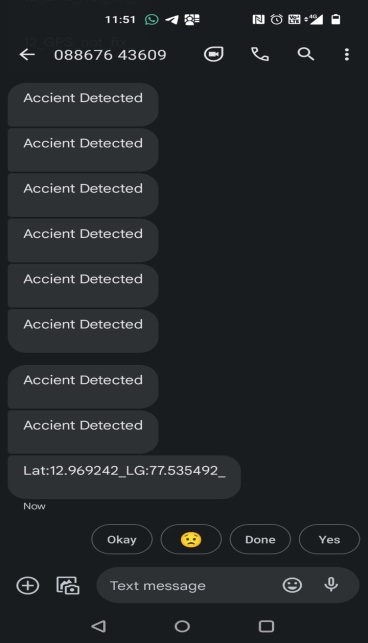 11:51
088676 43609
Accient Detected
Accient Detected
Accient Detected
Accient Detected
Accient Detected
Accient Detected
Accient Detected
Accient Detected
Lat:12.969242_LG:77.535492_
Now
Okay
Done
Yes
Text message